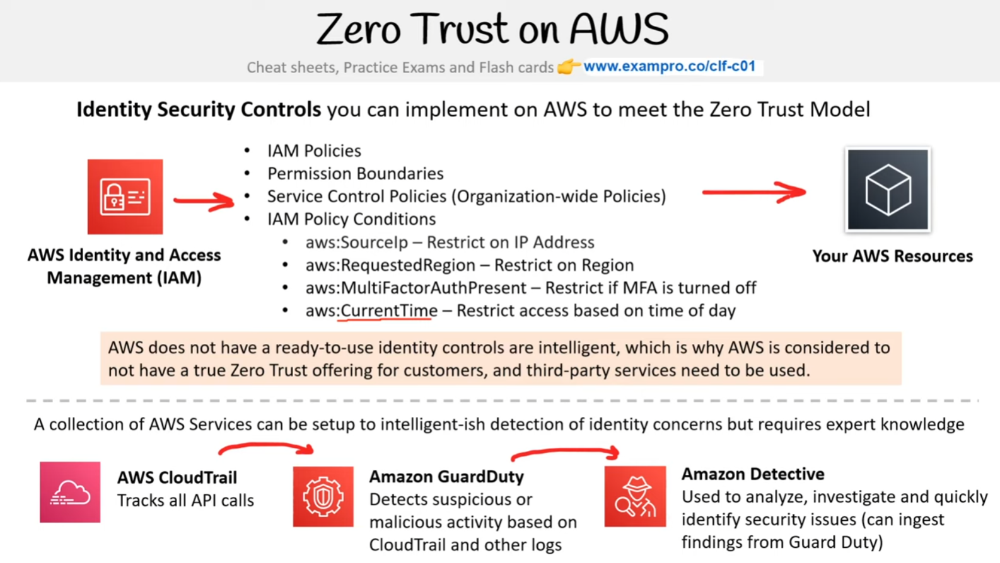 Zero Trust on AWS
Cheat sheets, Practice Exams and Flash cards 👉 www.exampro.co/clf-c01
Identity Security Controls you can implement on AWS to meet the Zero Trust Model
• IAM Policies
• Permission Boundaries
• Service Control Policies (Organization-wide Policies)
• IAM Policy Conditions
• aws:SourceIp – Restrict on IP Address
• aws:RequestedRegion – Restrict on Region
• aws:MultiFactorAuthPresent – Restrict if MFA is turned off
• aws:CurrentTime – Restrict access based on time of day
AWS Identity and Access
Management (IAM)
Your AWS Resources
AWS does not have a ready-to-use identity controls are intelligent, which is why AWS is considered to
not have a true Zero Trust offering for customers, and third-party services need to be used.
A collection of AWS Services can be setup to intelligent-ish detection of identity concerns but requires expert knowledge
AWS CloudTrail
Tracks all API calls
Amazon GuardDuty
Detects suspicious or
malicious activity based on
CloudTrail and other logs
Amazon Detective
Used to analyze, investigate and quickly
identify security issues (can ingest
findings from Guard Duty)